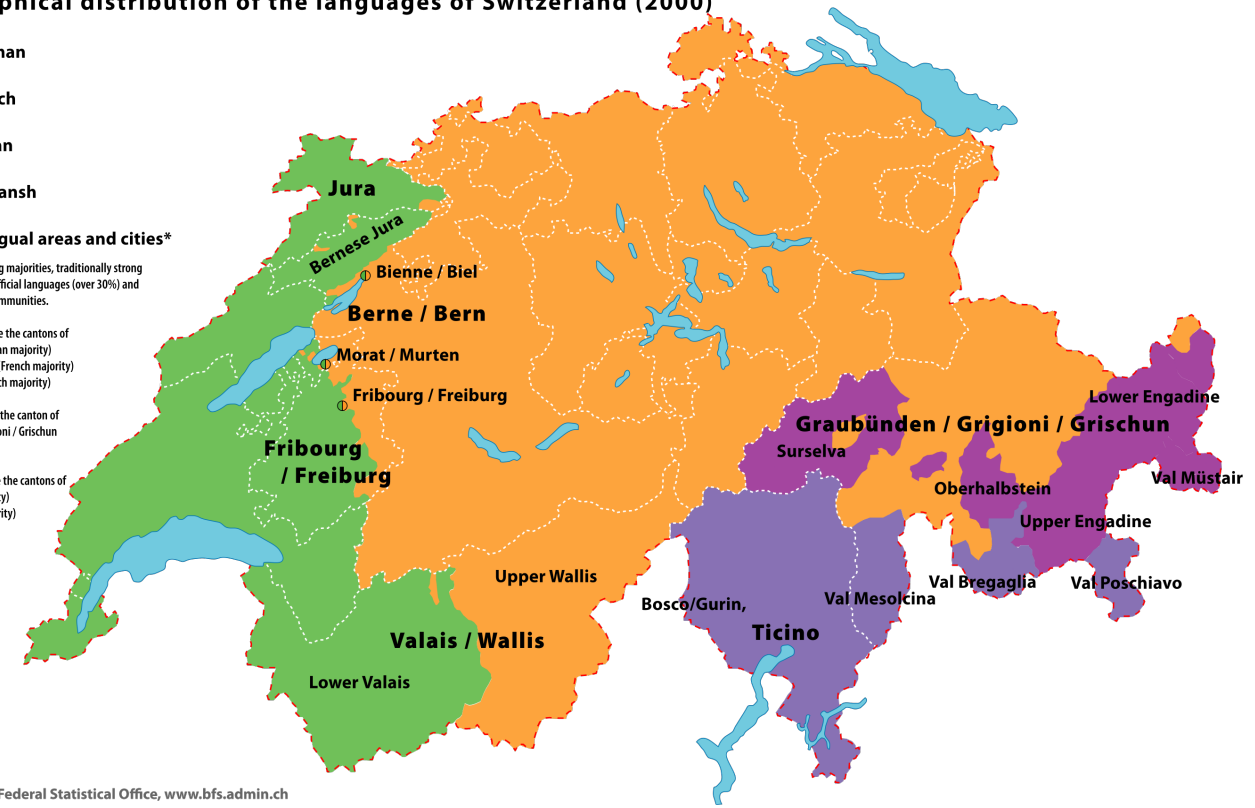 phical distribution of the languages of Switzerland (2000)
man
ch
an
ansh
gual areas and cities*
g majorities, traditionally strong
fficial languages (over 30%) and
mmunities.
e the cantons of
an majority)
(French majority)
ch majority)
the canton of
oni / Grischun
e the cantons of
ty)
rity)
Jura
Bernese Jura
Bienne / Biel
Berne / Bern
Morat / Murten
Fribourg / Freiburg
Fribourg
/ Freiburg
Lower Engadine
Graubünden / Grigioni / Grischun
Surselva
Val Müstair
Oberhalbstein
Upper Engadine
Upper Wallis
Val Bregaglia
Val Poschiavo
Bosco/Gurin,
Val Mesolcina
Ticino
Valais / Wallis
Lower Valais
Federal Statistical Office, www.bfs.admin.ch